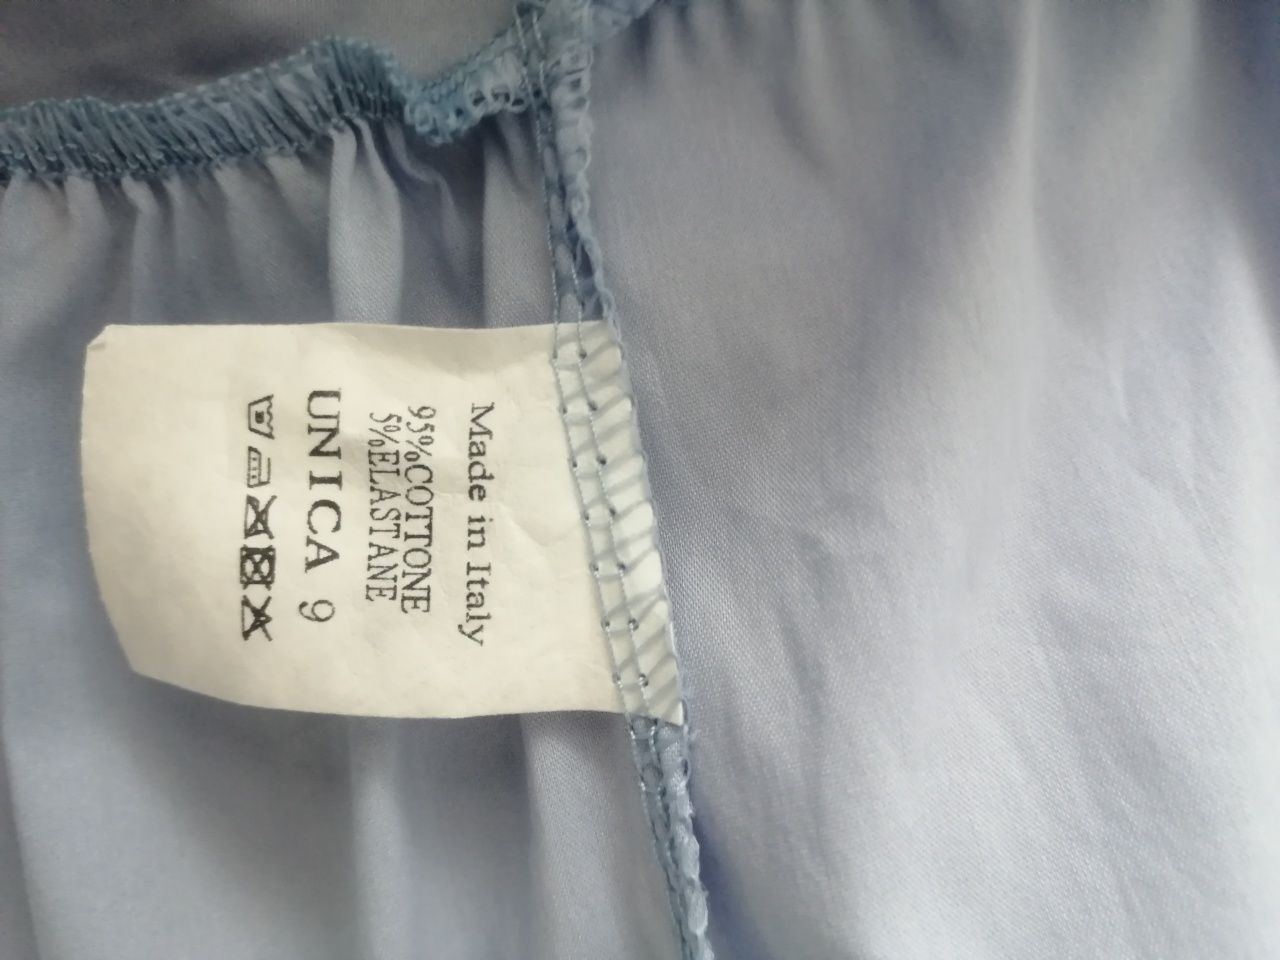 Made in Italy
95%COTTONE
5%ELASTANE
UNICA 9